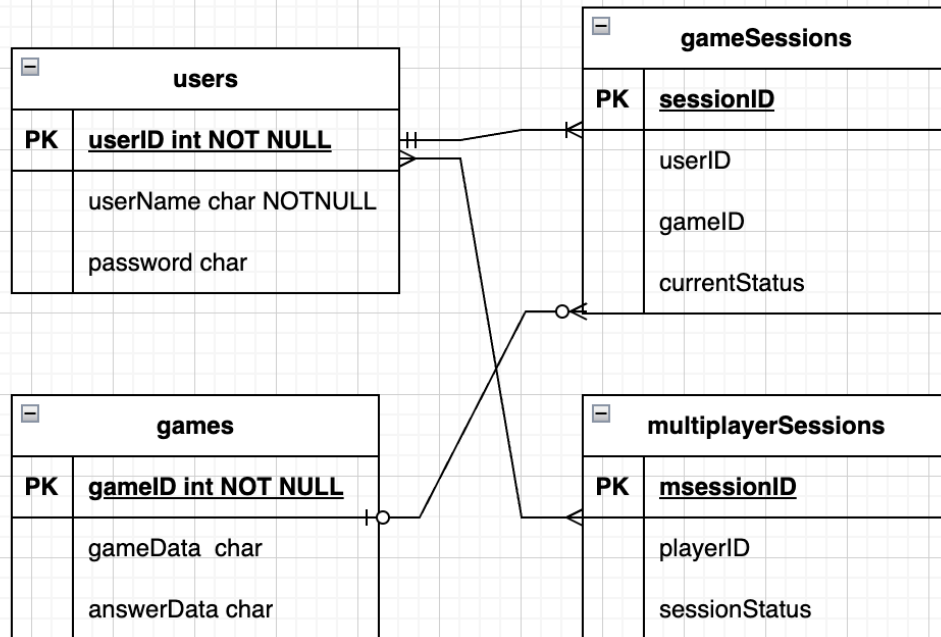 users
PK userID int NOT NULL
userName char NOTNULL
password char
gameSessions
PK sessionID
userID
gameID
currentStatus
games
PK gameID int NOT NULL
gameData  char
answerData char
multiplayerSessions
PK msessionID
playerID
sessionStatus